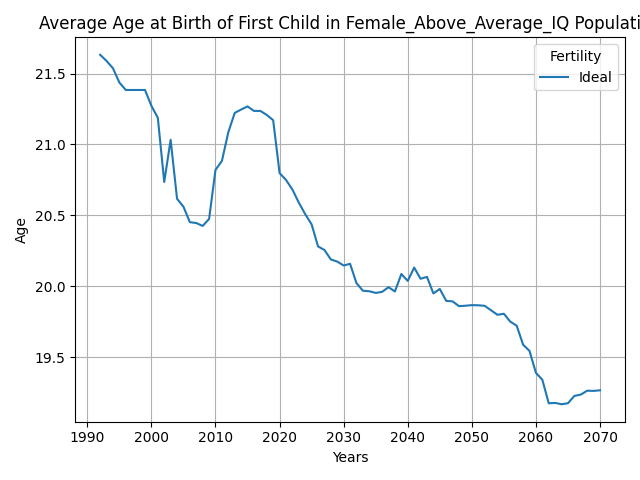 Average Age at Birth of First Child in Female_Above_Average_IQ Populati
Fertility
Ideal
21.5
21.0
20.5
20.0
19.5
Age
1990 2000 2010 2020 2030 2040 2050 2060 2070
Years